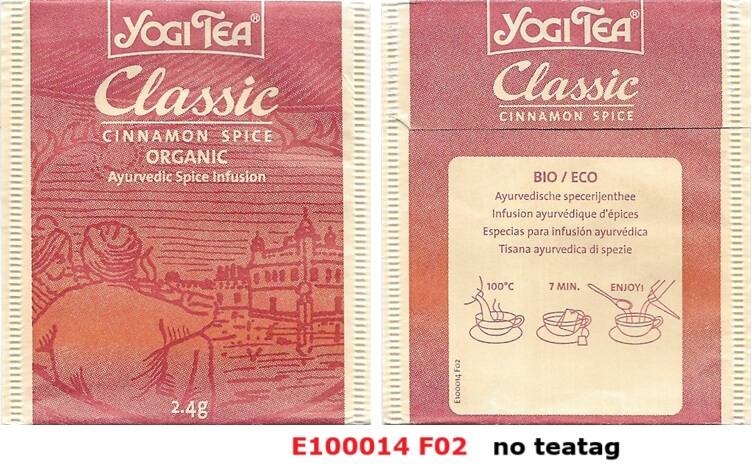 YOGI TEA®
Classic
CINNAMON SPICE
ORGANIC
Ayurvedic Spice Infusion
2.4g
YOGI TEA®
Classic
CINNAMON SPICE
BIO / ECO
Ayurvedische specerijenthee
Infusion ayurvédique d'épices
Especias para infusión ayurvédica
Tisana ayurvedica di spezie
100°C 7 MIN. ENJOY!
E100014 F02
E100014 F02 no teatag